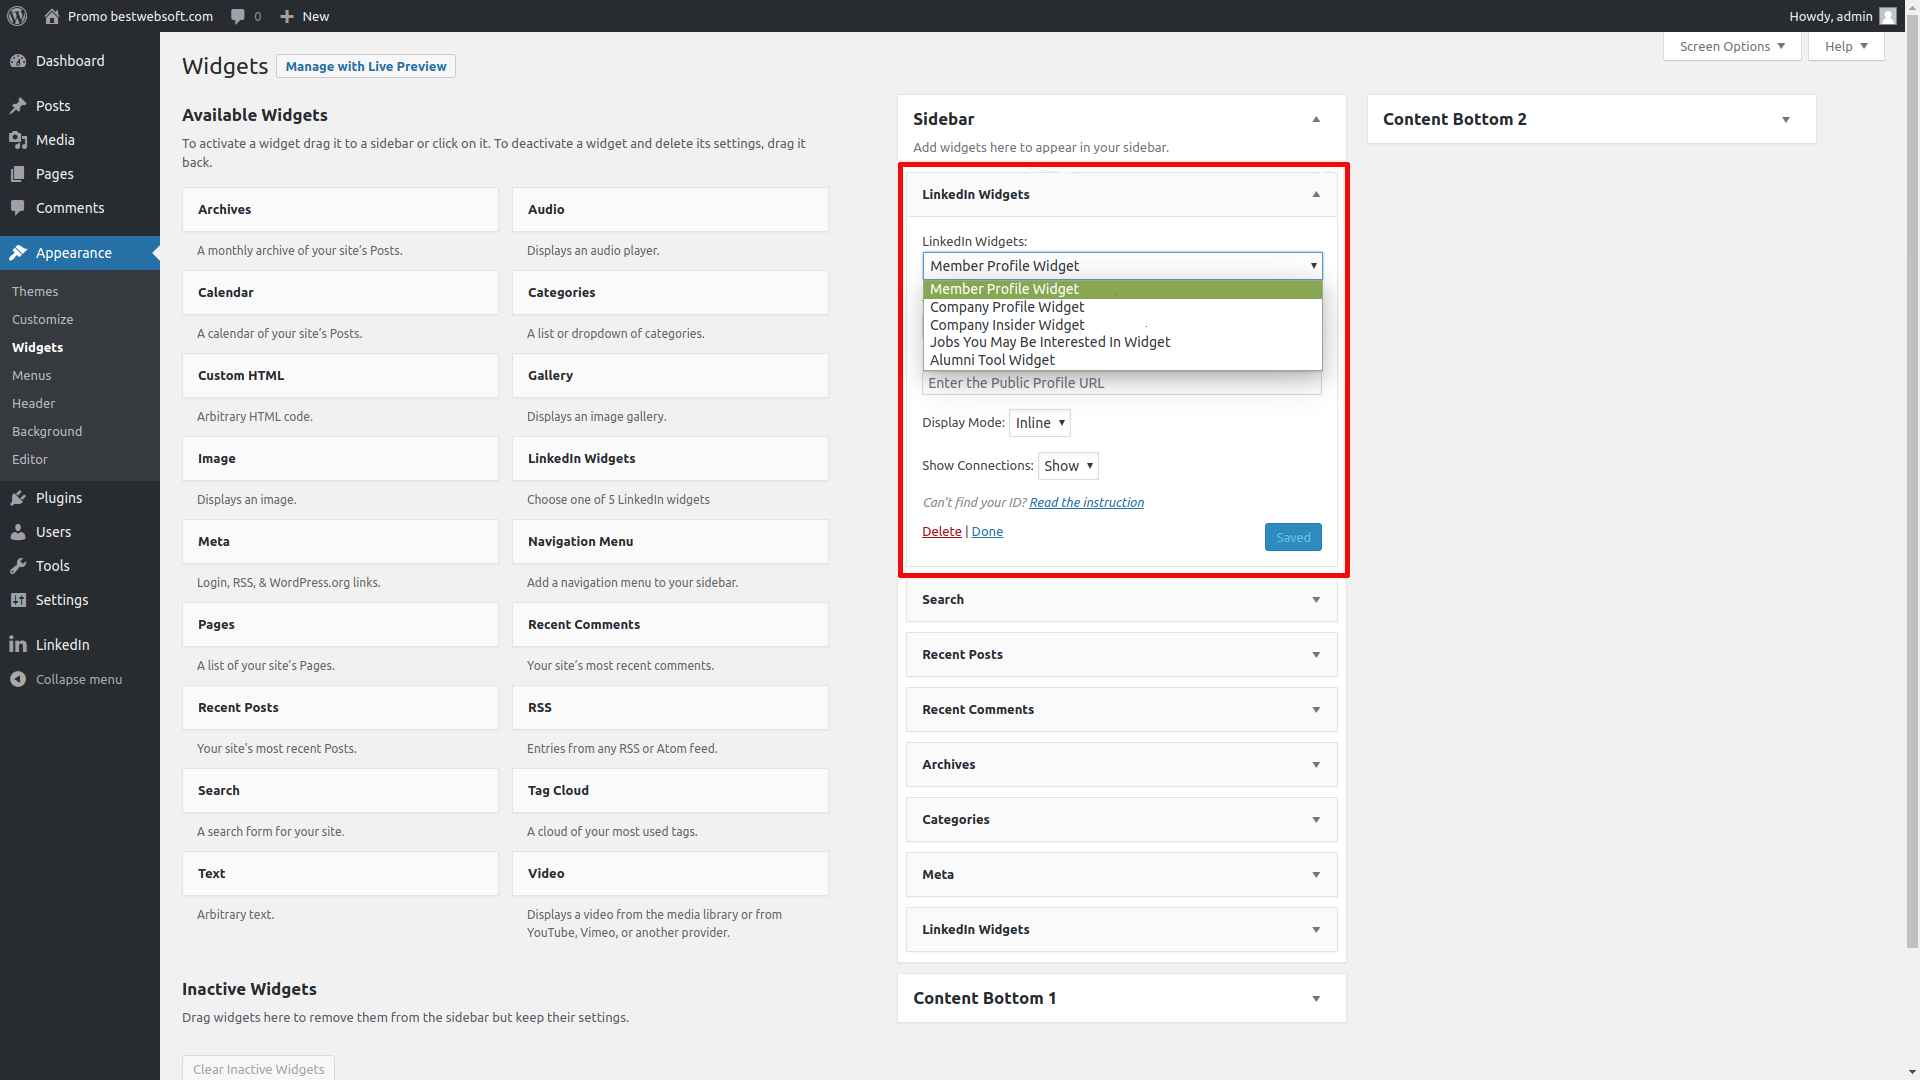 Promo bestwebsoft.com
0
New
Howdy, admin
Dashboard
Posts
Media
Pages
Comments
Appearance
Themes
Customize
Widgets
Menus
Header
Background
Editor
Plugins
Users
Tools
Settings
LinkedIn
Collapse menu
Screen Options
Help
Widgets
Manage with Live Preview
Available Widgets
To activate a widget drag it to a sidebar or click on it. To deactivate a widget and delete its settings, drag it
back.
Archives
A monthly archive of your site's Posts.
Audio
Displays an audio player.
Calendar
A calendar of your site's Posts.
Categories
A list or dropdown of categories.
Custom HTML
Arbitrary HTML code.
Gallery
Displays an image gallery.
Image
Displays an image.
LinkedIn Widgets
Choose one of 5 LinkedIn widgets
Meta
Login, RSS, & WordPress.org links.
Navigation Menu
Add a navigation menu to your sidebar.
Pages
A list of your site's Pages.
Recent Comments
Your site's most recent comments.
Recent Posts
Your site's most recent Posts.
RSS
Entries from any RSS or Atom feed.
Search
A search form for your site.
Tag Cloud
A cloud of your most used tags.
Text
Arbitrary text.
Video
Displays a video from the media library or from
YouTube, Vimeo, or another provider.
Inactive Widgets
Drag widgets here to remove them from the sidebar but keep their settings.
Clear Inactive Widgets
Sidebar
Add widgets here to appear in your sidebar.
LinkedIn Widgets
LinkedIn Widgets:
Member Profile Widget
Member Profile Widget
Company Profile Widget
Company Insider Widget
Jobs You May Be Interested In Widget
Alumni Tool Widget
Enter the Public Profile URL
Display Mode: Inline
Show Connections: Show
Can't find your ID? Read the instruction
Delete | Done
Saved
Search
Recent Posts
Recent Comments
Archives
Categories
Meta
LinkedIn Widgets
Content Bottom 1
Content Bottom 2